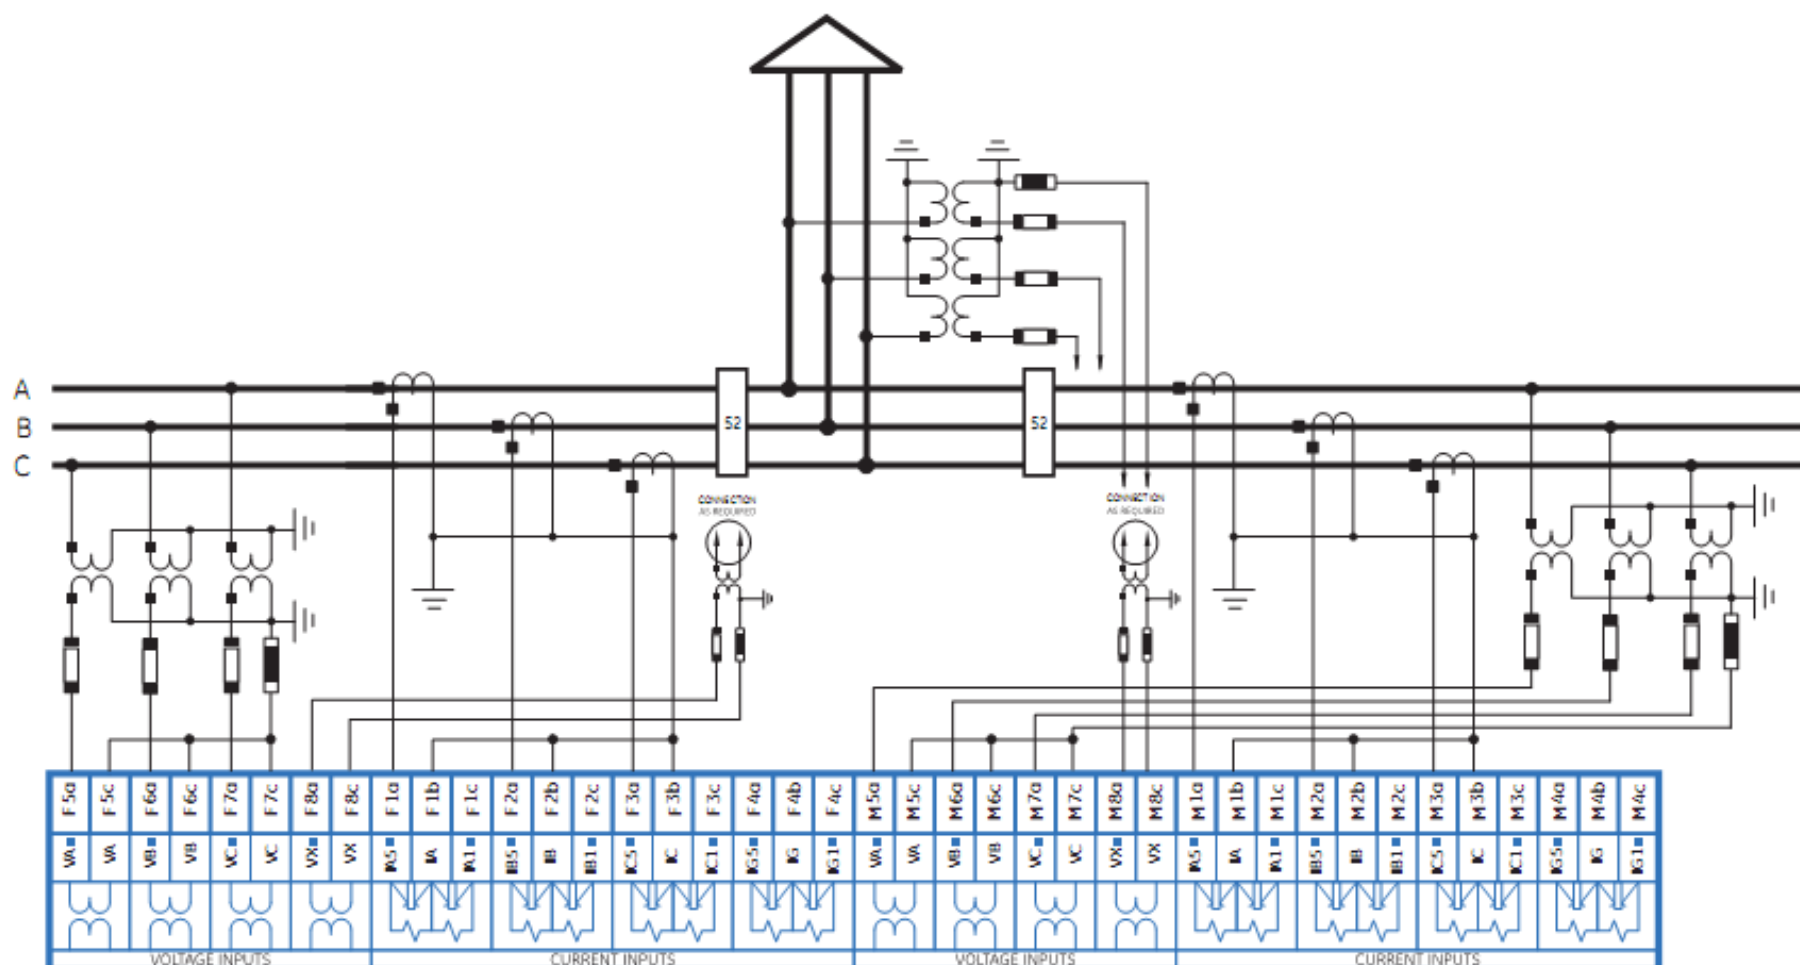 A
B
C
52
52
CONNECTION
AS REQUIRED
CONNECTION
AS REQUIRED
F5a F5c F6a F6c F7a F7c F8a F8c F1a F1b F1c F2a F2b F2c F3a F3b F3c F4a F4b F4c M5a M5c M6a M6c M7a M7c M8a M8c M1a M1b M1c M2a M2b M2c M3a M3b M3c M4a M4b M4c
VA VA VB VB VC VC VX VX IA5 IA IA1 IB5 IB IB1 IC5 IC IC1 IG5 IG IG1 VA VA VB VB VC VC VX VX IA5 IA IA1 IB5 IB IB1 IC5 IC IC1 IG5 IG IG1
VOLTAGE INPUTS CURRENT INPUTS VOLTAGE INPUTS CURRENT INPUTS